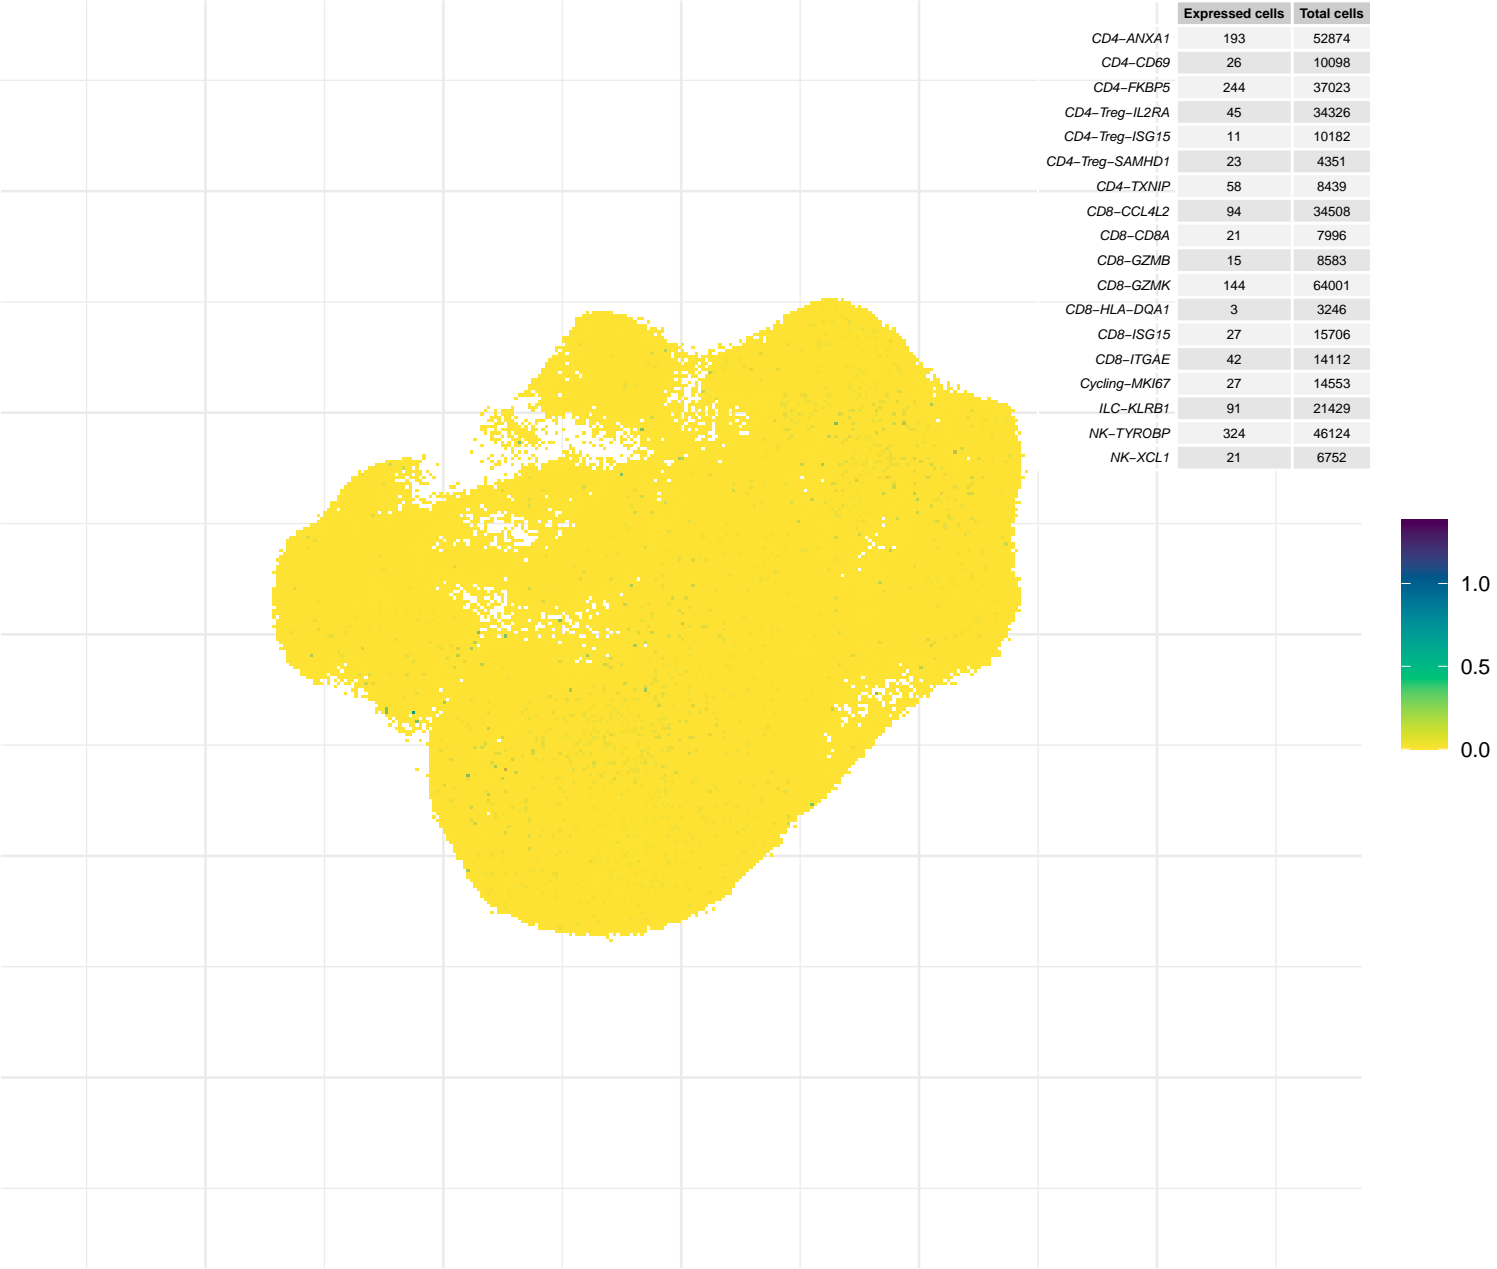 Expressed cells Total cells
CD4−ANXA1 193 52874
CD4−CD69 26 10098
CD4−FKBP5 244 37023
CD4−Treg−IL2RA 45 34326
CD4−Treg−ISG15 11 10182
CD4−Treg−SAMHD1 23 4351
CD4−TXNIP 58 8439
CD8−CCL4L2 94 34508
CD8−CD8A 21 7996
CD8−GZMB 15 8583
CD8−GZMK 144 64001
CD8−HLA−DQA1 3 3246
CD8−ISG15 27 15706
CD8−ITGAE 42 14112
Cycling−MKI67 27 14553
ILC−KLRB1 91 21429
NK−TYROBP 324 46124
NK−XCL1 21 6752
1.0
0.5
0.0